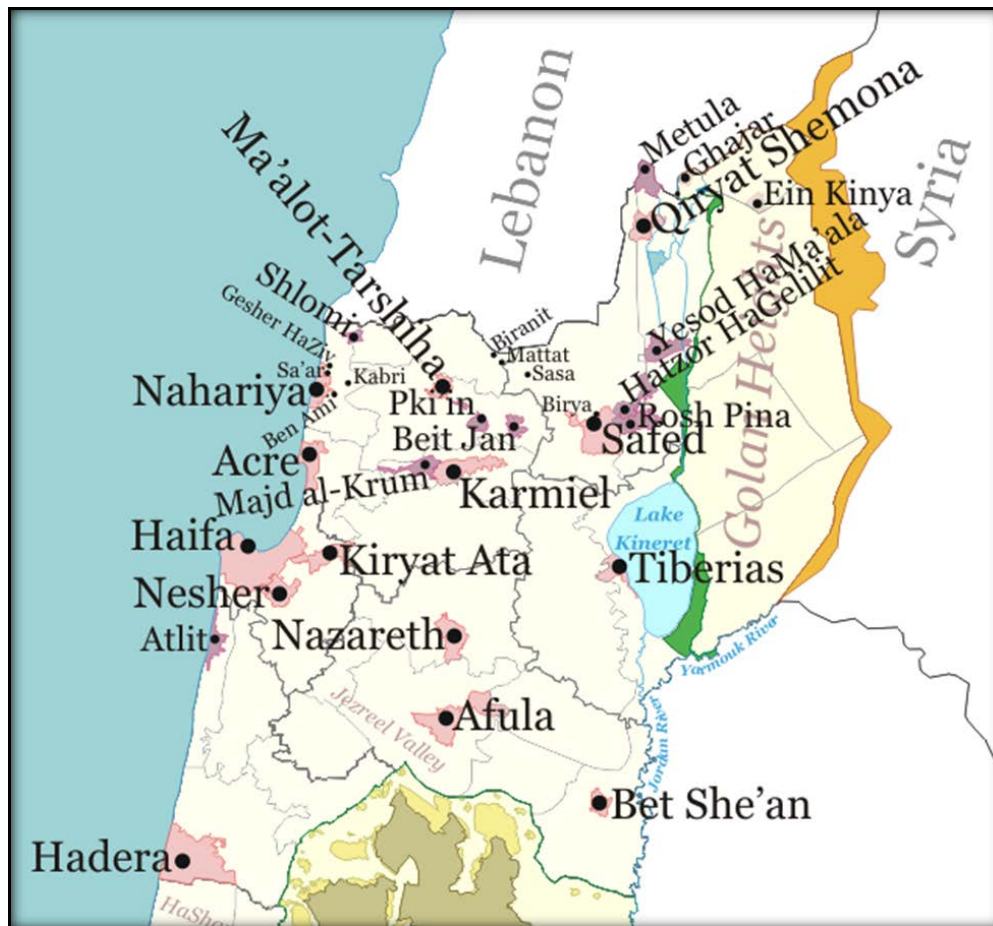 Lebanon
Syria
Metula
Ghajar
Qiryat Shemona
Ein Kinya
Ma'alot-Tarshiha
Golan Heights
Yesod HaMa'ala
Hatzor HaGelilit
Shlomi
Gesher HaZiv
Biranit
Mattat
Sasa
Sa'ar
Kabri
Nahariya
Ben Ami
Pki'in
Birya
Rosh Pina
Safed
Beit Jan
Acre
Majd al-Krum
Karmiel
Lake
Kineret
Haifa
Kiryat Ata
Tiberias
Nesher
Nazareth
Atlit
Yarmouk River
Jezreel Valley
Afula
Jordan River
Bet She'an
Hadera